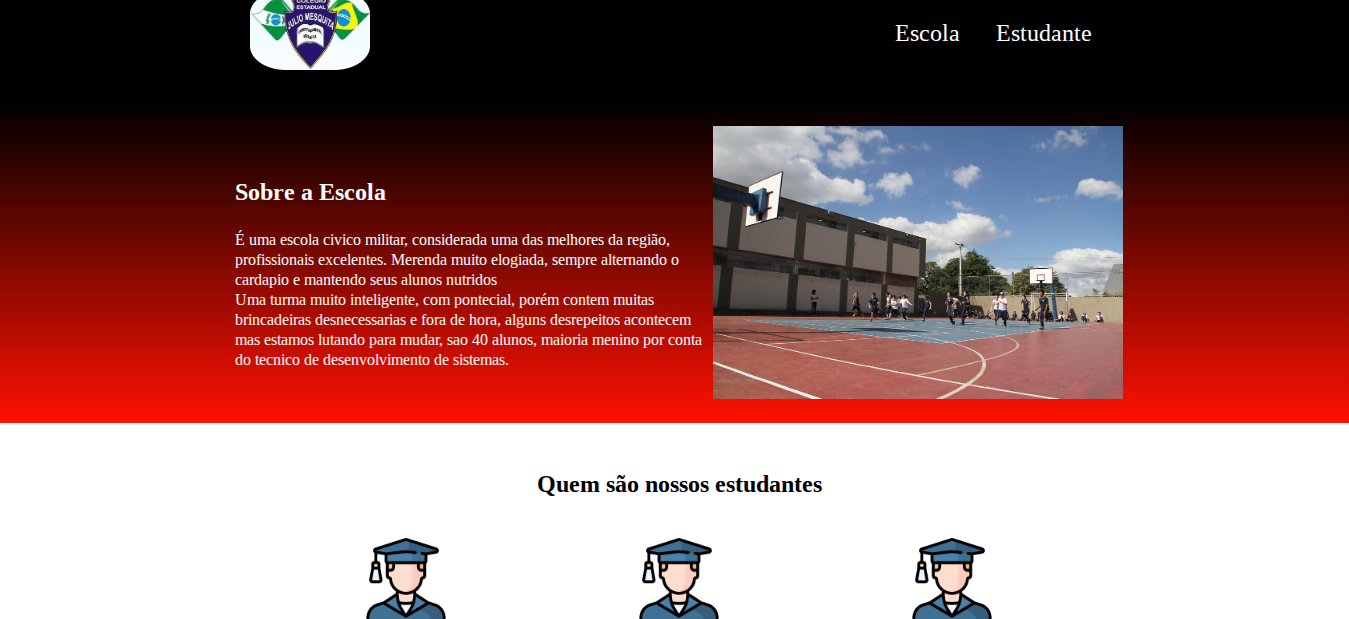 COLÉGIO
ESTADUAL
JULIO MESQUITA
Escola Estudante
Sobre a Escola
É uma escola civico militar, considerada uma das melhores da região,
profissionais excelentes. Merenda muito elogiada, sempre alternando o
cardapio e mantendo seus alunos nutridos
Uma turma muito inteligente, com pontecial, porém contem muitas
brincadeiras desnecessarias e fora de hora, alguns desrepeitos acontecem
mas estamos lutando para mudar, sao 40 alunos, maioria menino por conta
do tecnico de desenvolvimento de sistemas.
Quem são nossos estudantes